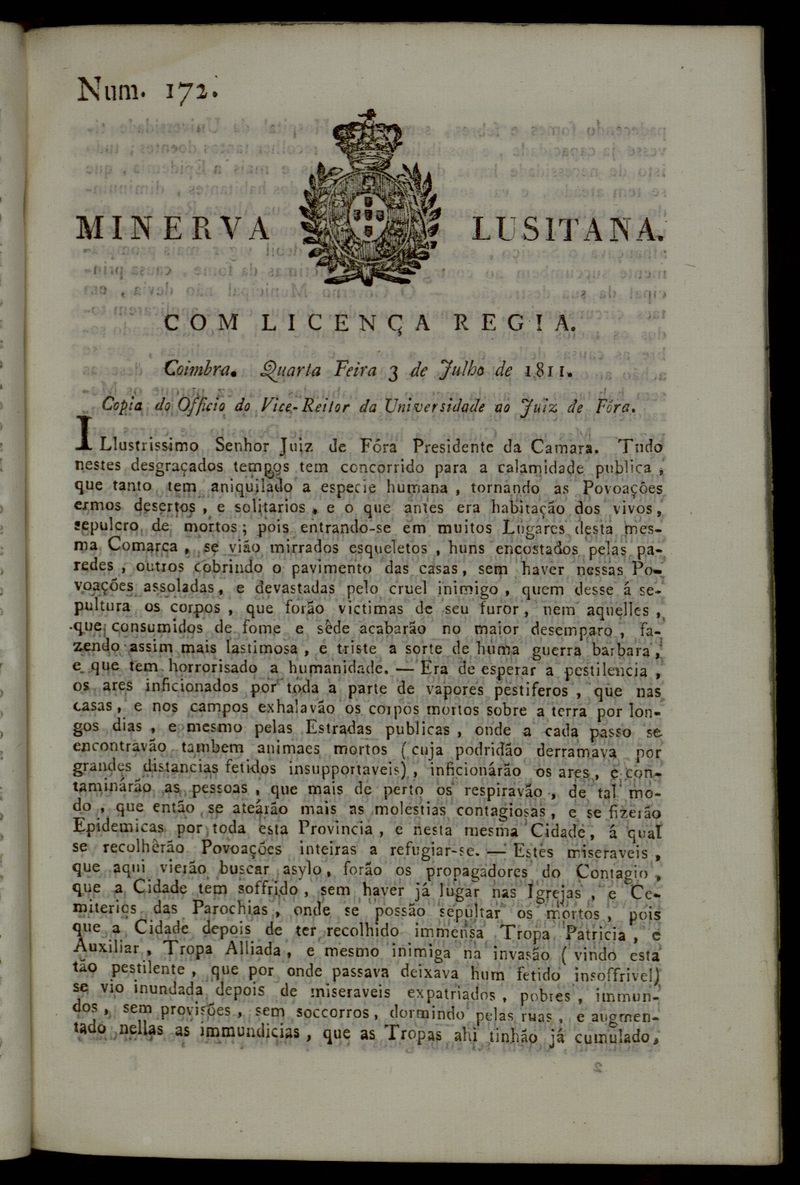 Num. 172.
MINERVA LUSITANA.
COM LICENÇA REGIA.
Coimbra. Quarta Feira 3 de Julho de 1811.
Copia do Officio do Vice-Reitor da Universidade ao Juiz de Fóra.
ILlustrissimo Senhor Juiz de Fóra Presidente da Camara. Tudo
nestes desgraçados tempos tem concorrido para a calamidade publica,
que tanto tem aniquilado a especie humana, tornando as Povoações
ermos desertos, e solitarios, e o que antes era habitação dos vivos,
sepulcro de mortos; pois entrando-se em muitos Lugares desta mes-
ma Comarca, se vião mirrados esqueletos, huns encostados pelas pa-
redes, outros cobrindo o pavimento das casas, sem haver nessas Po-
voações assoladas, e devastadas pelo cruel inimigo, quem desse á se-
pultura os corpos, que forão victimas de seu furor, nem aquelles,
que consumidos de fome e sêde acabarão no maior desemparo, fa-
zendo assim mais lastimosa, e triste a sorte de huma guerra barbara,
e que tem horrorisado a humanidade. — Era de esperar a pestilencia,
os ares inficionados por toda a parte de vapores pestiferos, que nas
casas, e nos campos exhalavão os corpos mortos sobre a terra por lon-
gos dias, e mesmo pelas Estradas publicas, onde a cada passo se
encontravão tambem animaes mortos (cuja podridão derramava por
grandes distancias fetidos insupportaveis), inficionárão os ares, e con-
taminárão as pessoas, que mais de perto os respiravão, de tal mo-
do, que então se ateárão mais as molestias contagiosas, e se fizerão
Epidemicas por toda esta Provincia, e nesta mesma Cidade, á qual
se recolhêrão Povoações inteiras a refugiar-se. — Estes miseraveis,
que aqui vierão buscar asylo, forão os propagadores do Contagio,
que a Cidade tem soffrido, sem haver já lugar nas Igrejas, e Ce-
miterios das Parochias, onde se possão sepultar os mortos, pois
que a Cidade depois de ter recolhido immensa Tropa Patricia, e
Auxiliar, Tropa Alliada, e mesmo inimiga na invasão (vindo esta
tão pestilente, que por onde passava deixava hum fetido insoffrivel)
se vio inundada depois de miseraveis expatriados, pobres, immun-
dos, sem provisões, sem soccorros, dormindo pelas ruas, e augmen-
tado nellas as immundicias, que as Tropas ahi tinhão já cumulado,